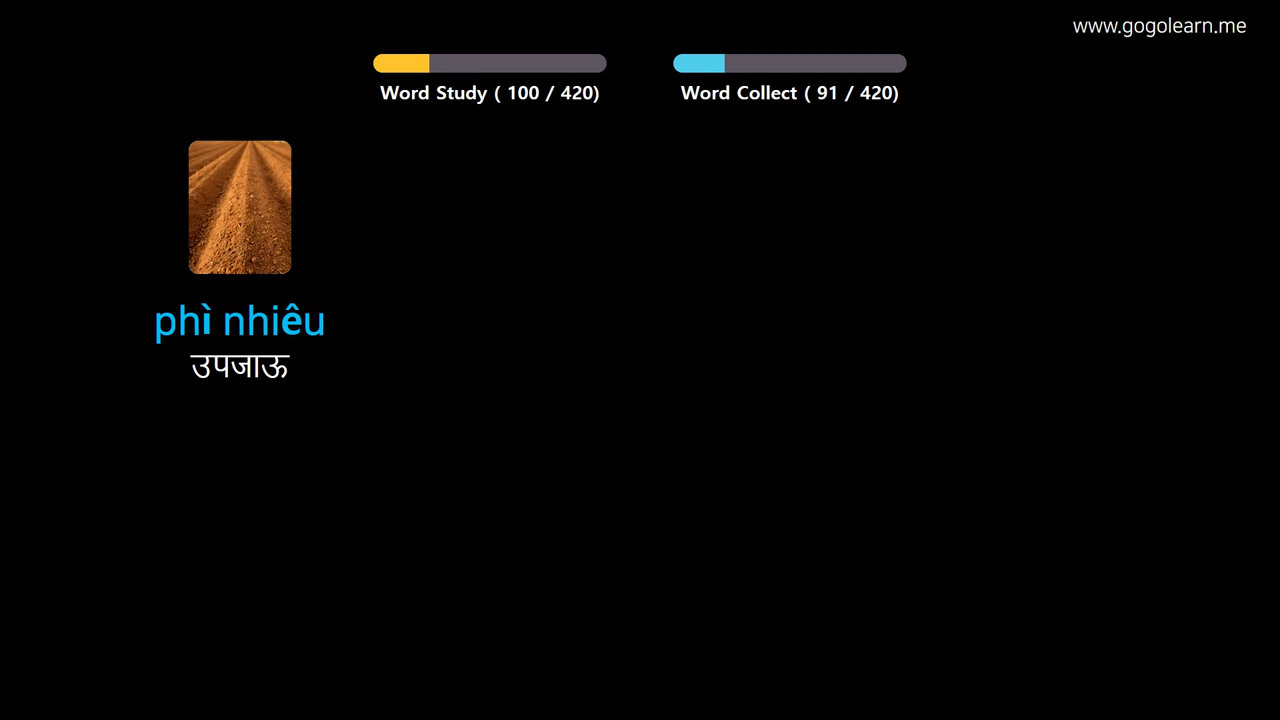 www.gogolearn.me
Word Study ( 100 / 420)
Word Collect ( 91 / 420)
phì nhiêu
उपजाऊ